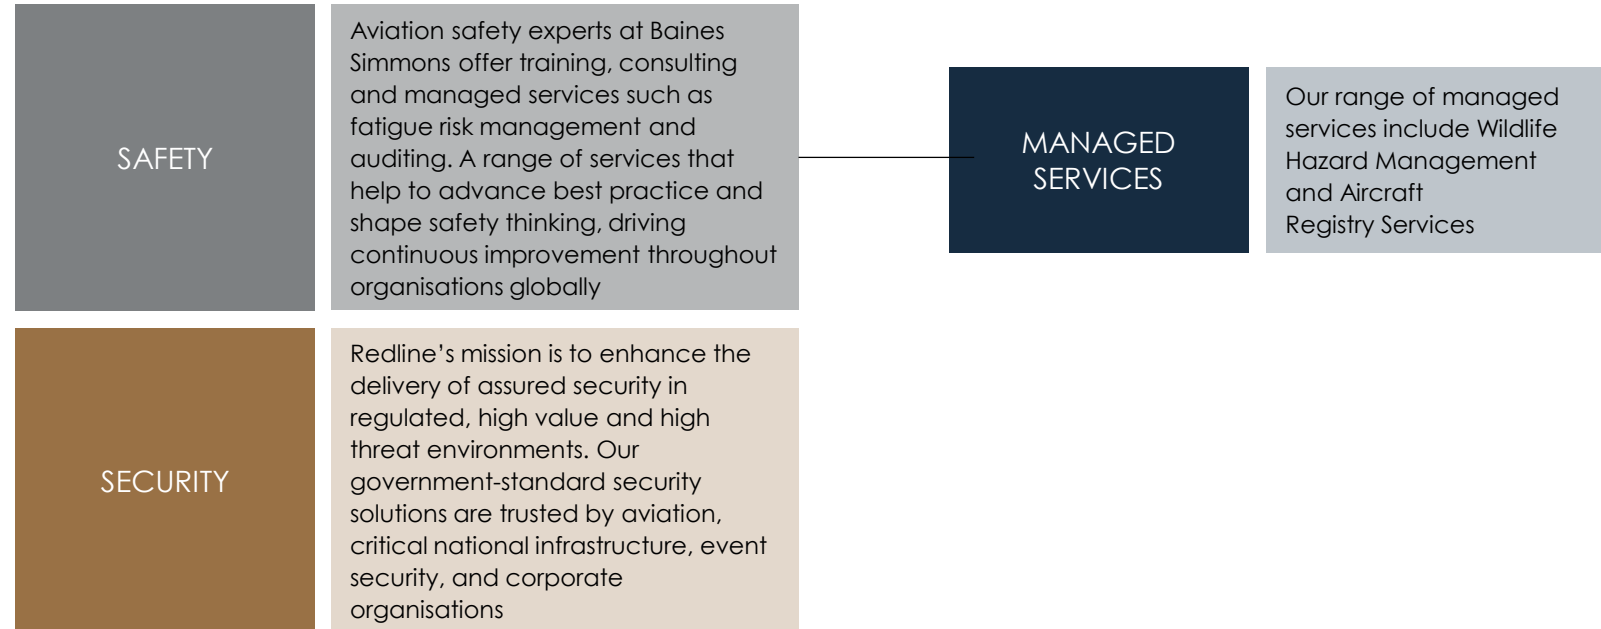 SAFETY
Aviation safety experts at Baines
Simmons offer training, consulting
and managed services such as
fatigue risk management and
auditing. A range of services that
help to advance best practice and
shape safety thinking, driving
continuous improvement throughout
organisations globally
MANAGED
SERVICES
Our range of managed
services include Wildlife
Hazard Management
and Aircraft
Registry Services
SECURITY
Redline’s mission is to enhance the
delivery of assured security in
regulated, high value and high
threat environments. Our
government-standard security
solutions are trusted by aviation,
critical national infrastructure, event
security, and corporate
organisations